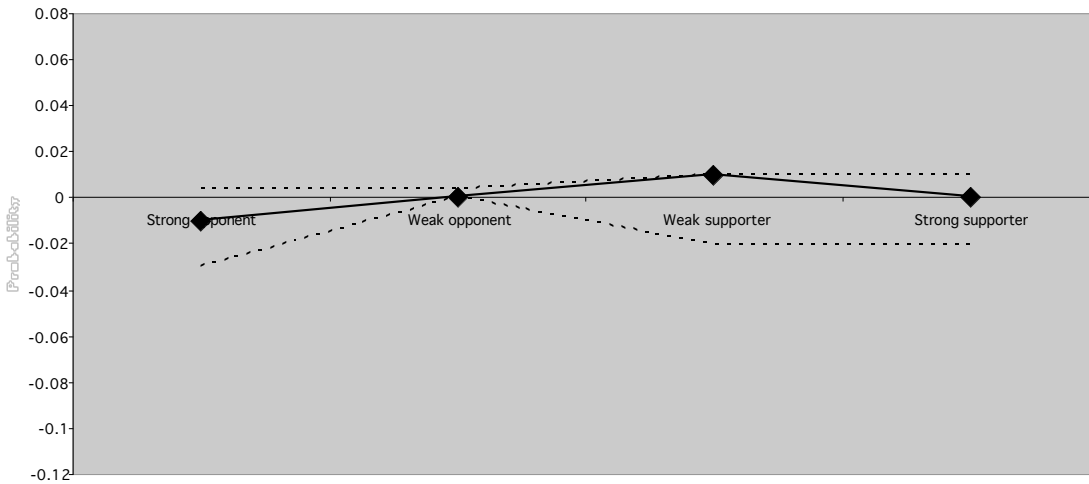 0.08
0.06
0.04
0.02
0
-0.02
-0.04
-0.06
-0.08
-0.1
-0.12
Probability
Strong opponent
Weak opponent
Weak supporter
Strong supporter